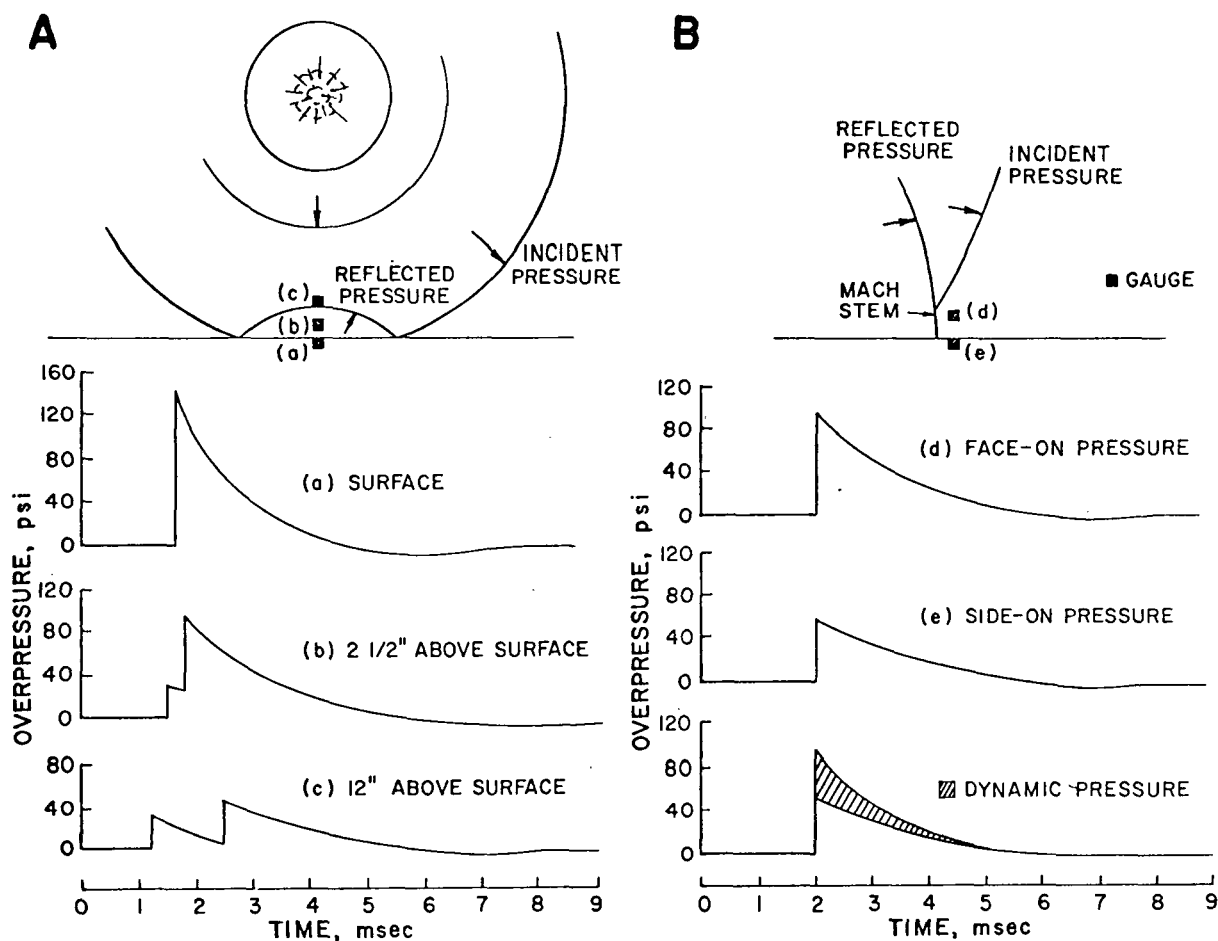 A
INCIDENT
PRESSURE
REFLECTED
PRESSURE
(c)
(b)
(a)
OVERPRESSURE, psi
160
120
80
40
0
(a) SURFACE
120
80
40
0
(b) 2 1/2" ABOVE SURFACE
80
40
0
(c) 12" ABOVE SURFACE
0 1 2 3 4 5 6 7 8 9
TIME, msec
B
REFLECTED
PRESSURE
INCIDENT
PRESSURE
GAUGE
MACH
STEM
(d)
(e)
OVERPRESSURE, psi
120
80
40
0
(d) FACE-ON PRESSURE
120
80
40
0
(e) SIDE-ON PRESSURE
120
80
40
0
DYNAMIC PRESSURE
0 1 2 3 4 5 6 7 8 9
TIME, msec